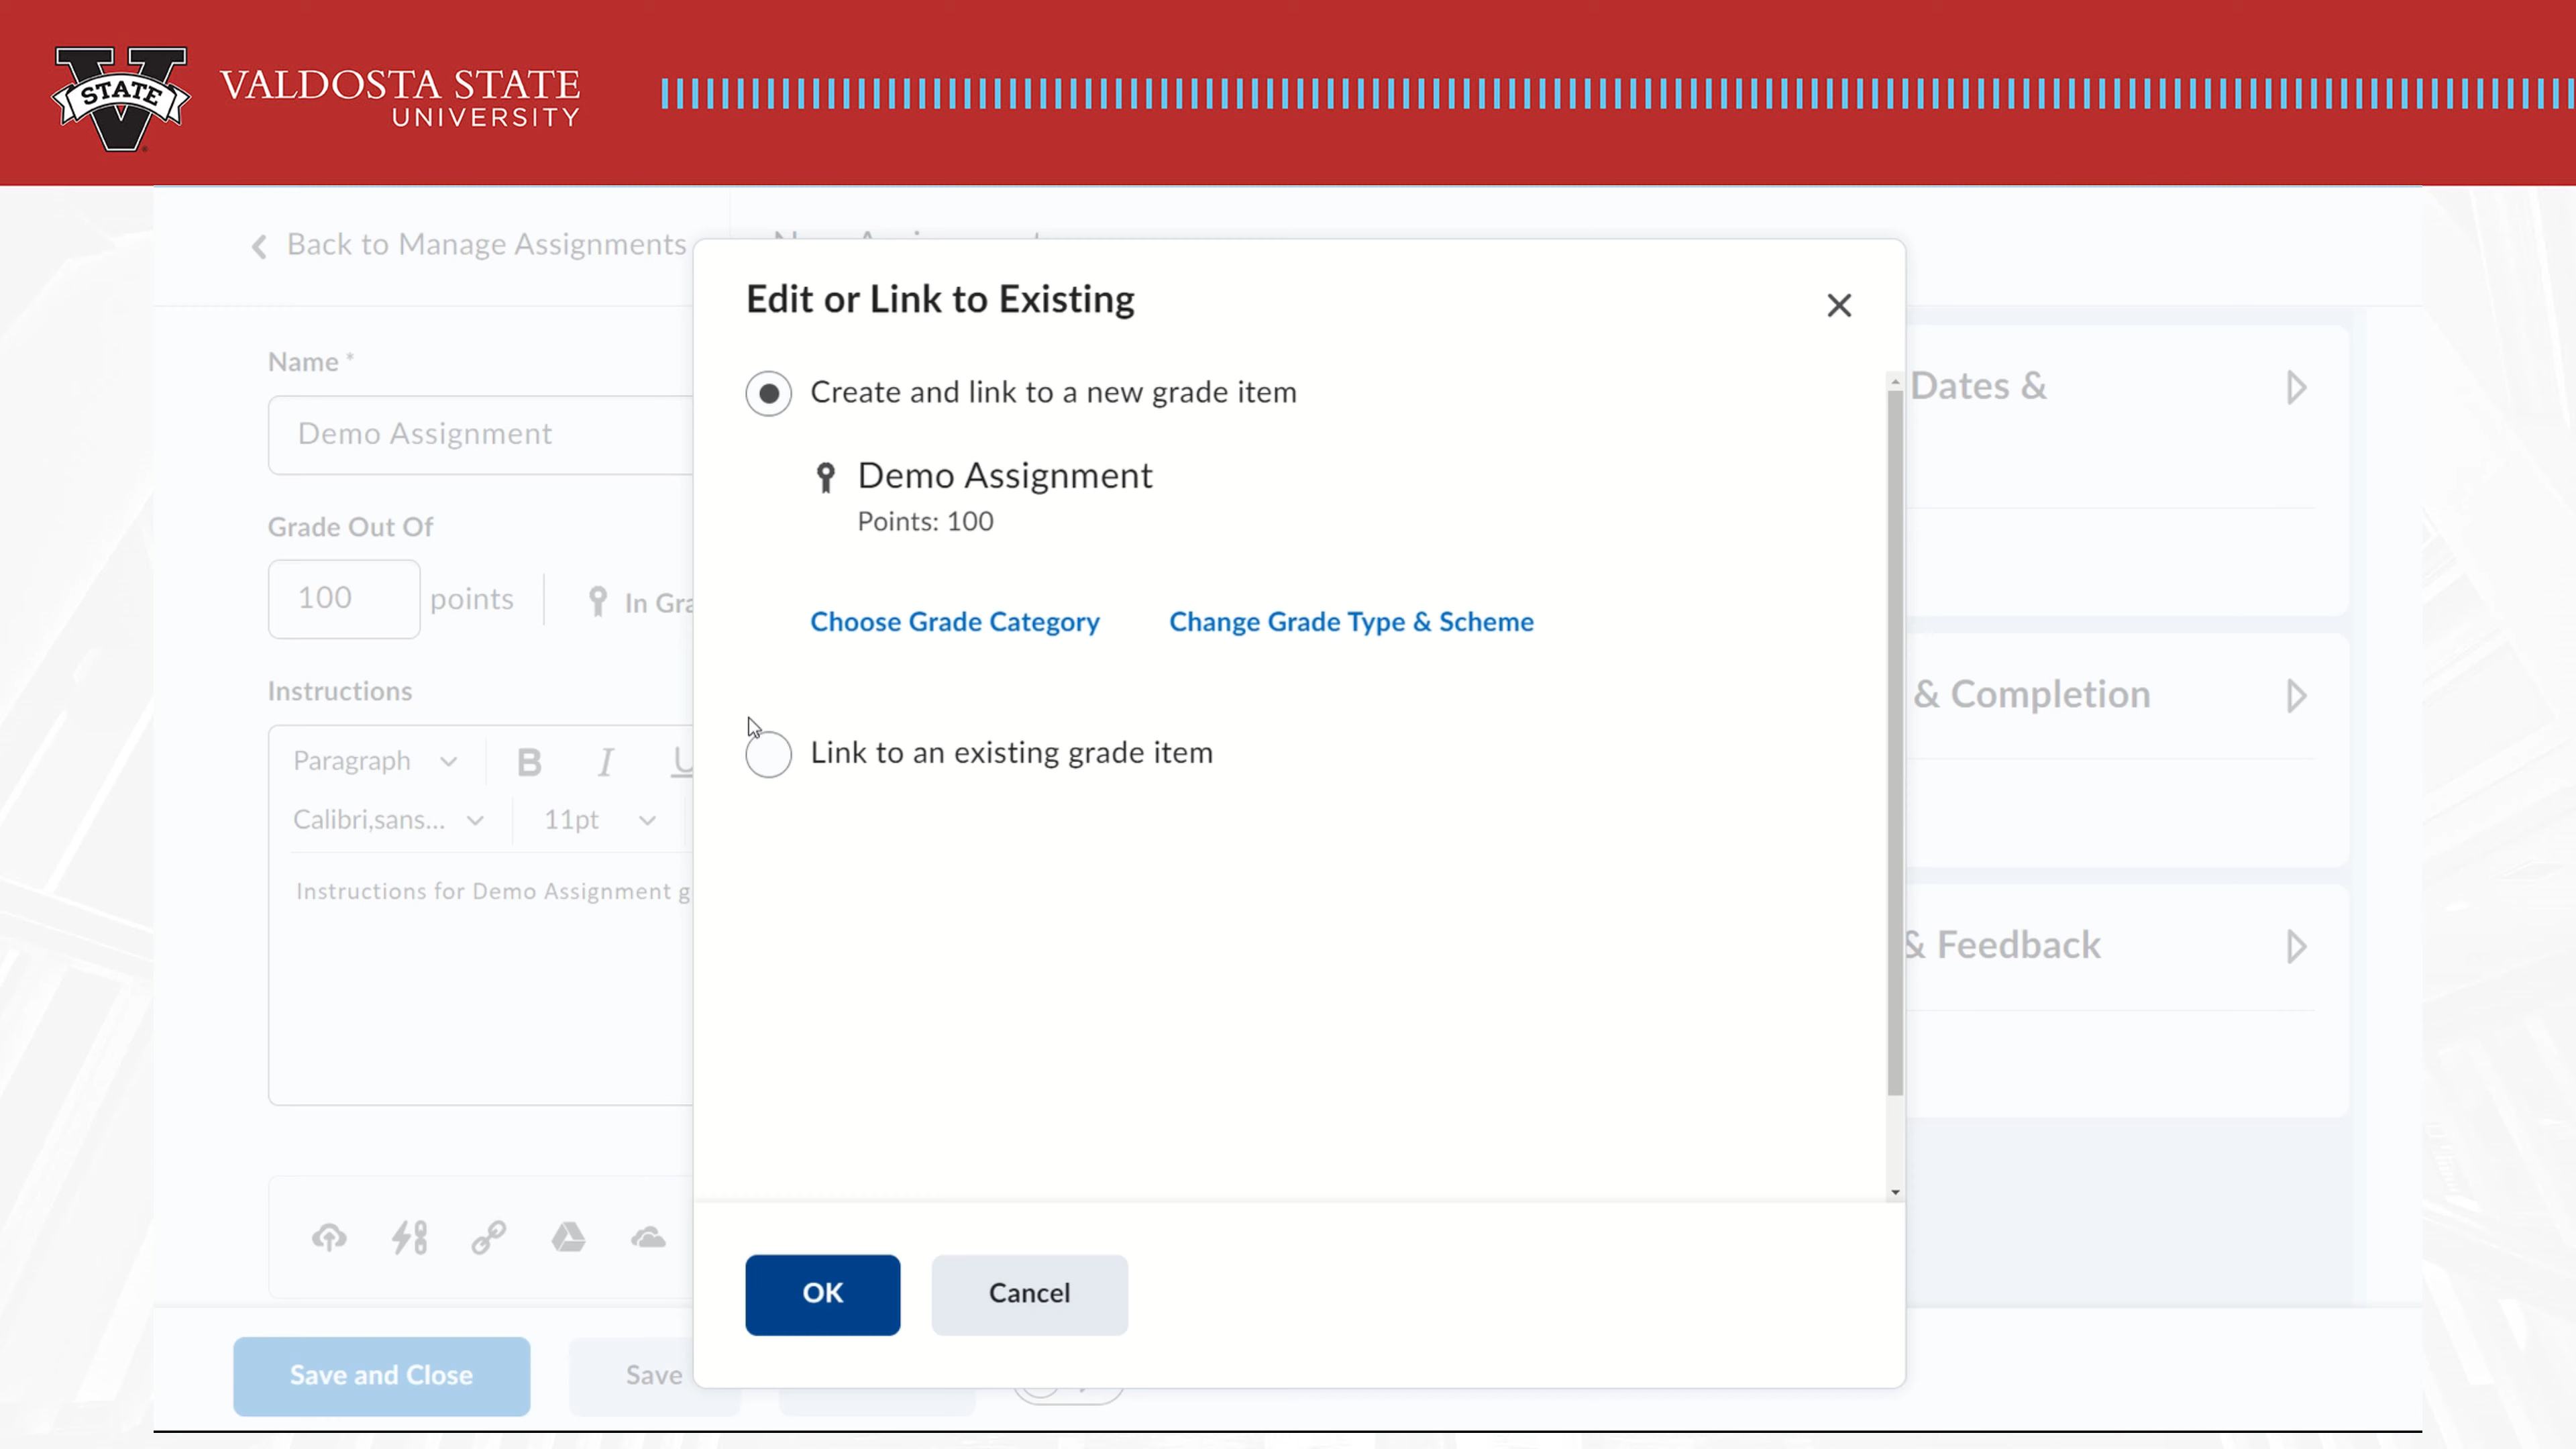 STATE
VALDOSTA STATE
UNIVERSITY
Back to Manage Assignments
Edit or Link to Existing
Name *
Demo Assignment
Grade Out Of
100 points
In Gra
Instructions
Paragraph
B I U
Calibri,sans...
11pt
Instructions for Demo Assignment g
Create and link to a new grade item
Demo Assignment
Points: 100
Choose Grade Category
Change Grade Type & Scheme
Link to an existing grade item
OK
Cancel
Dates &
& Completion
& Feedback
Save and Close
Save